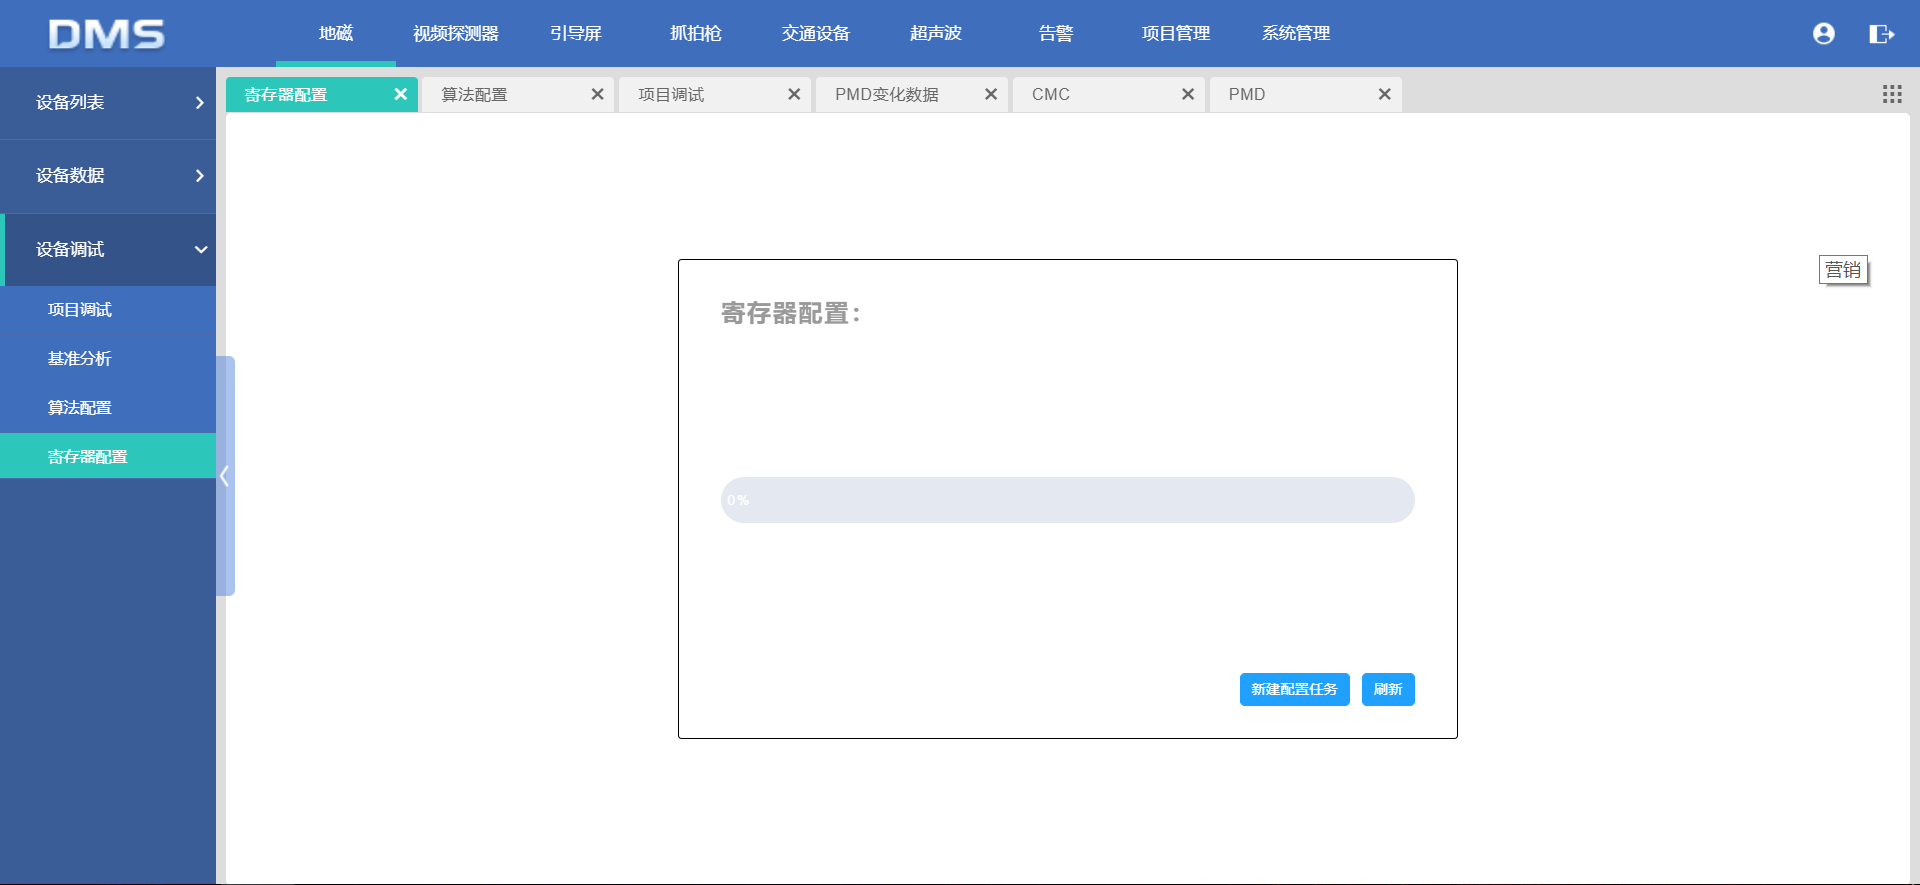 DMS
地磁
视频探测器
引导屏
抓拍枪
交通设备
超声波
告警
项目管理
系统管理
设备列表
设备数据
设备调试
项目调试
基准分析
算法配置
寄存器配置
寄存器配置
算法配置
项目调试
PMD变化数据
CMC
PMD
营销
寄存器配置：
0%
新建配置任务
刷新